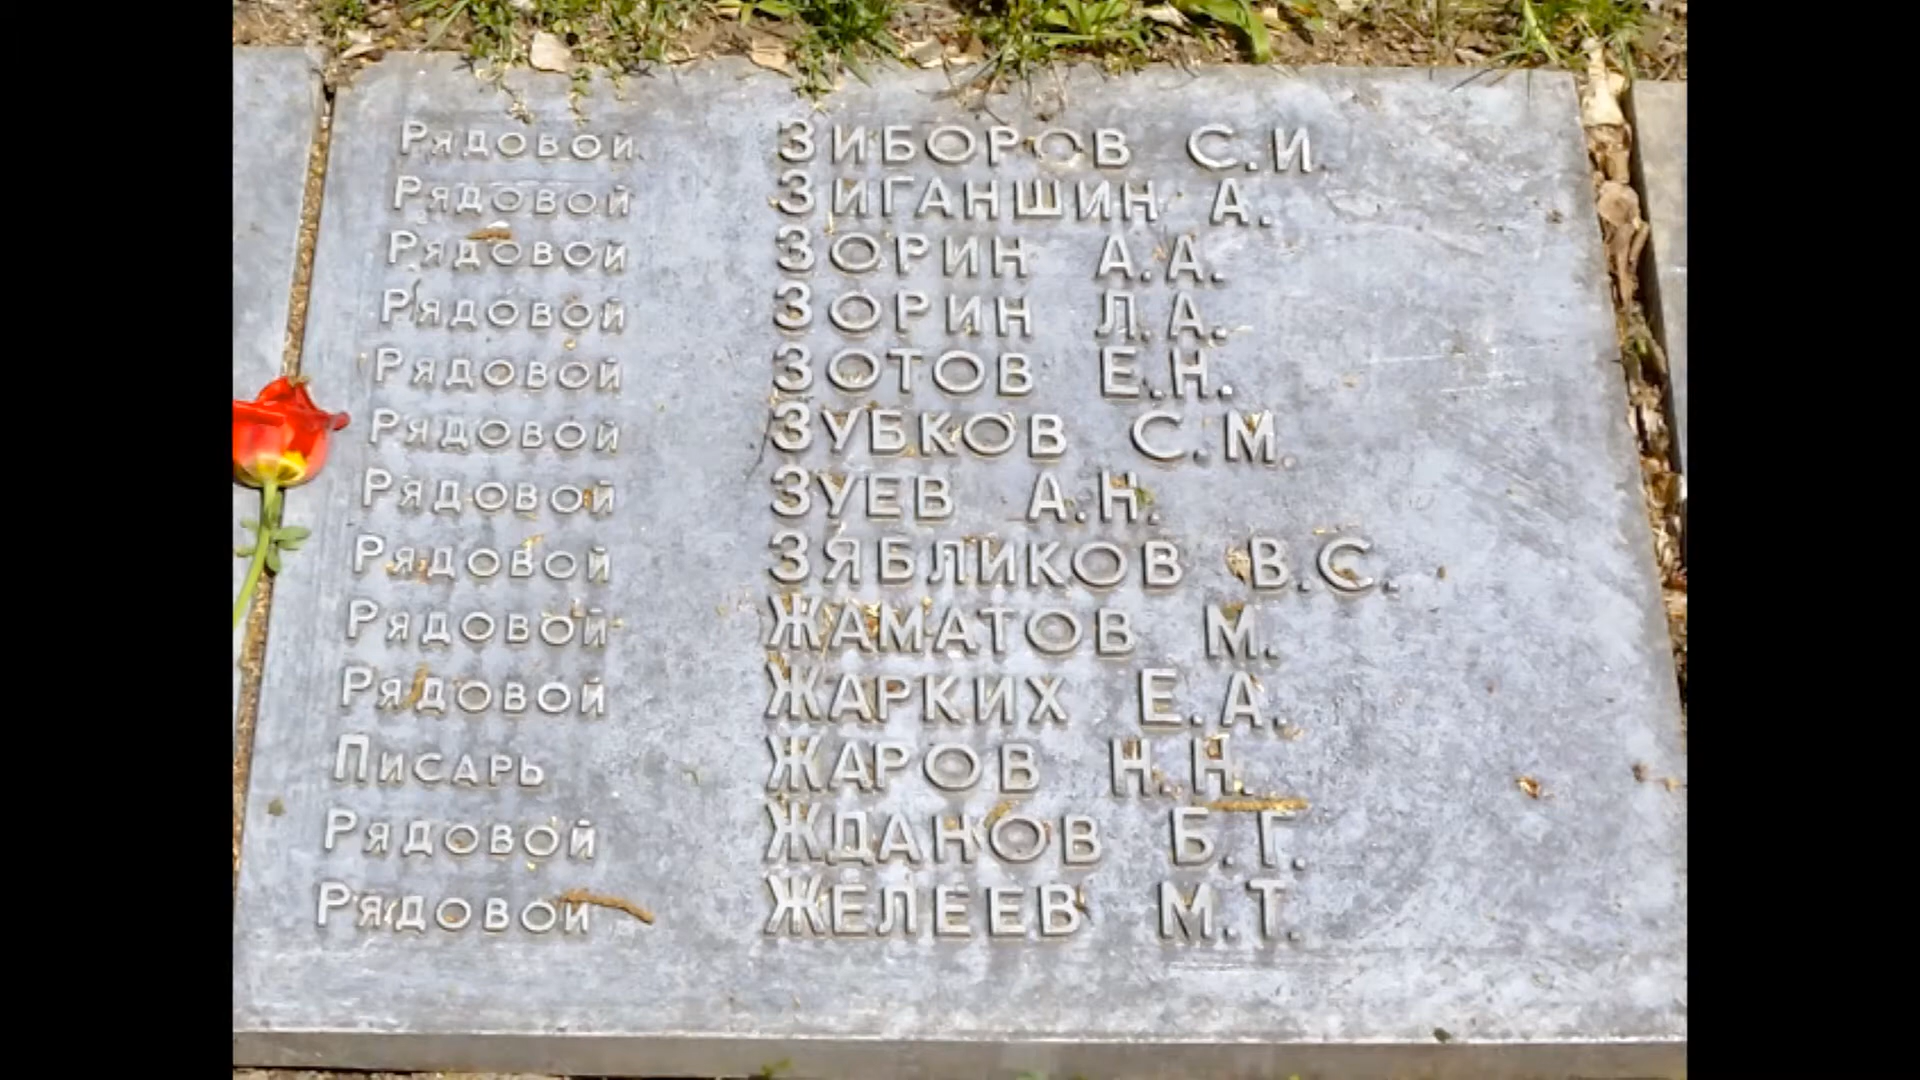 Рядовой ЗИБОРОВ С.И.
Рядовой ЗИГАНШИН А.
Рядовой ЗОРИН А.А.
Рядовой ЗОРИН Л.А.
Рядовой ЗОТОВ Е.Н.
Рядовой ЗУБКОВ С.М.
Рядовой ЗУЕВ А.Н.
Рядовой ЗЯБЛИКОВ В.С.
Рядовой ЖАМАТОВ М.
Рядовой ЖАРКИХ Е.А.
Писарь ЖАРОВ Н.Н.
Рядовой ЖДАНОВ Б.Г.
Рядовой ЖЕЛЕЕВ М.Т.